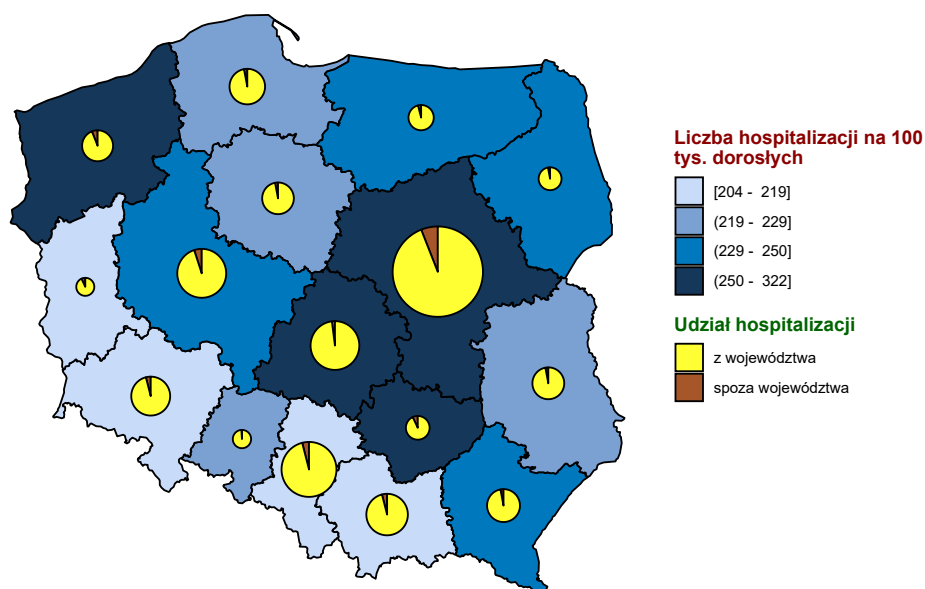 Liczba hospitalizacji na 100
tys. dorosłych
[204 - 219]
(219 - 229]
(229 - 250]
(250 - 322]
Udział hospitalizacji
z województwa
spoza województwa